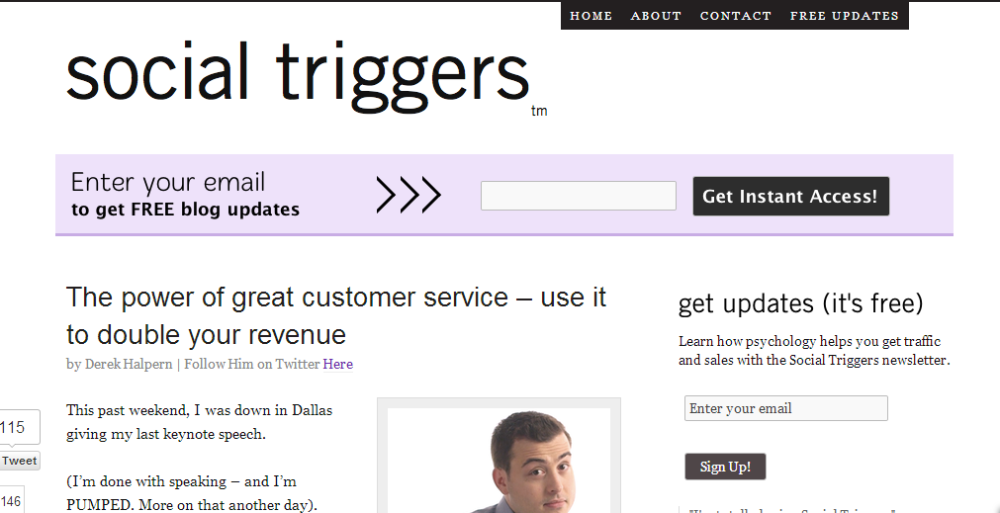 HOME ABOUT CONTACT FREE UPDATES
social triggers
tm
Enter your email
to get FREE blog updates
Get Instant Access!
The power of great customer service – use it
to double your revenue
by Derek Halpern | Follow Him on Twitter Here
This past weekend, I was down in Dallas
giving my last keynote speech.
(I'm done with speaking – and I'm
PUMPED. More on that another day).
115
Tweet
146
get updates (it's free)
Learn how psychology helps you get traffic
and sales with the Social Triggers newsletter.
Enter your email
Sign Up!